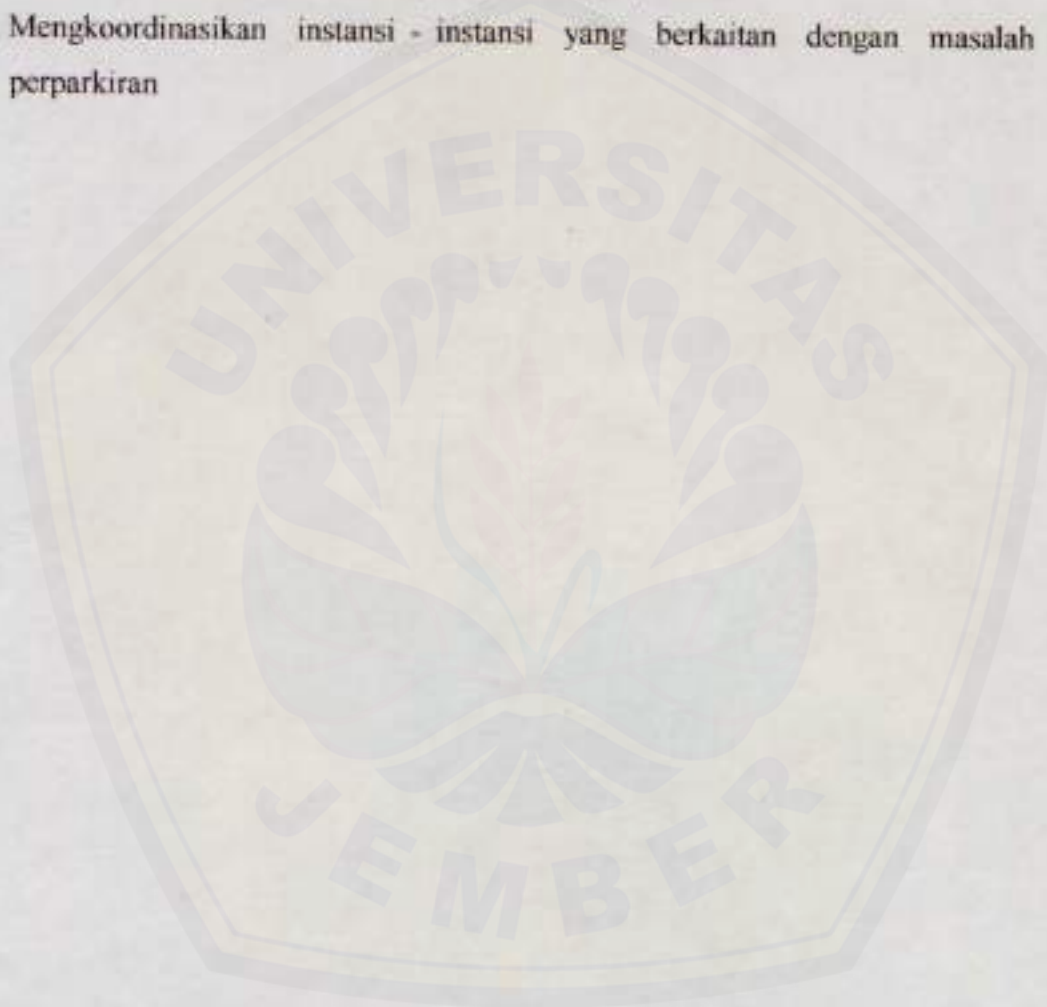 Mengkoordinasikan instansi - instansi yang berkaitan dengan masalah
perparkiran
UNIVERSITAS
JEMBER